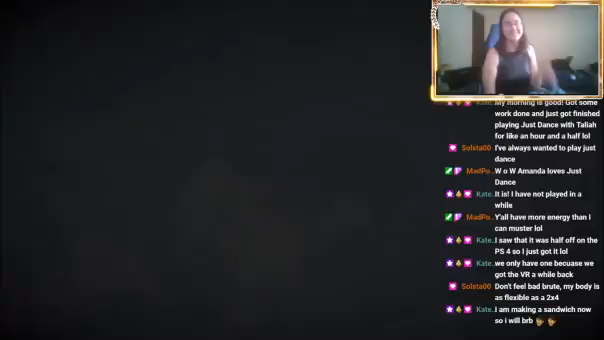 Kate.. My morning is good! Got some
work done and just got finished
playing Just Dance with Taliah
for like an hour and a half lol
Solsta00 I've always wanted to play just
dance
MadPo.. W o W Amanda loves Just
Dance
Kate.. It is! I have not played in a
while
MadPo.. Y'all have more energy than I
can muster lol
Kate.. I saw that it was half off on the
PS 4 so I just got it lol
Kate.. we only have one becuase we
got the VR a while back
Solsta00 Don't feel bad brute, my body is
as flexible as a 2x4
Kate.. I am making a sandwich now
so i will brb